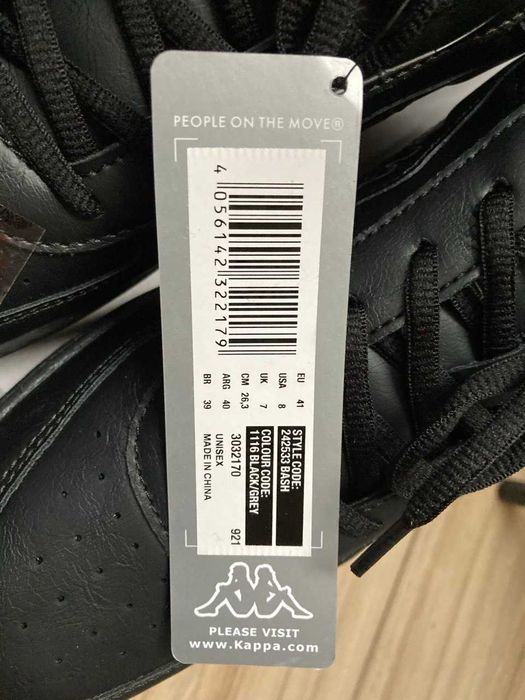 PEOPLE ON THE MOVE®
4 056142 322179
EU 41
USA 8
UK 7
CM 26,3
ARG 40
BR 39
STYLE CODE:
242533 BASH
COLOUR CODE:
1116 BLACK/GREY
3032170 921
UNISEX
MADE IN CHINA
PLEASE VISIT
www.Kappa.com